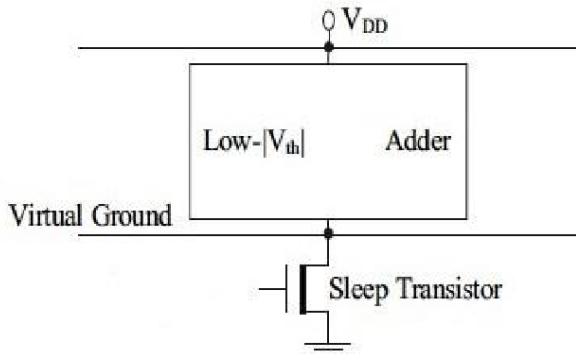 V_DD
Low-|V_th| Adder
Virtual Ground
Sleep Transistor